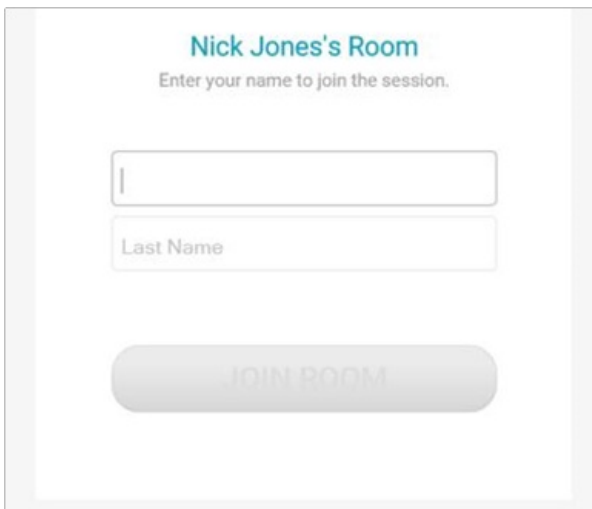 Nick Jones's Room
Enter your name to join the session.
Last Name
JOIN ROOM